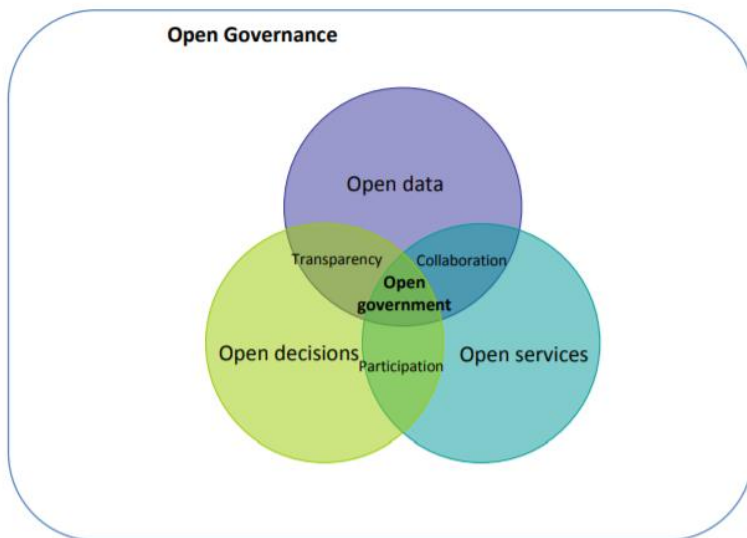 Open Governance
Open data
Transparency
Collaboration
Open
government
Open decisions
Participation
Open services